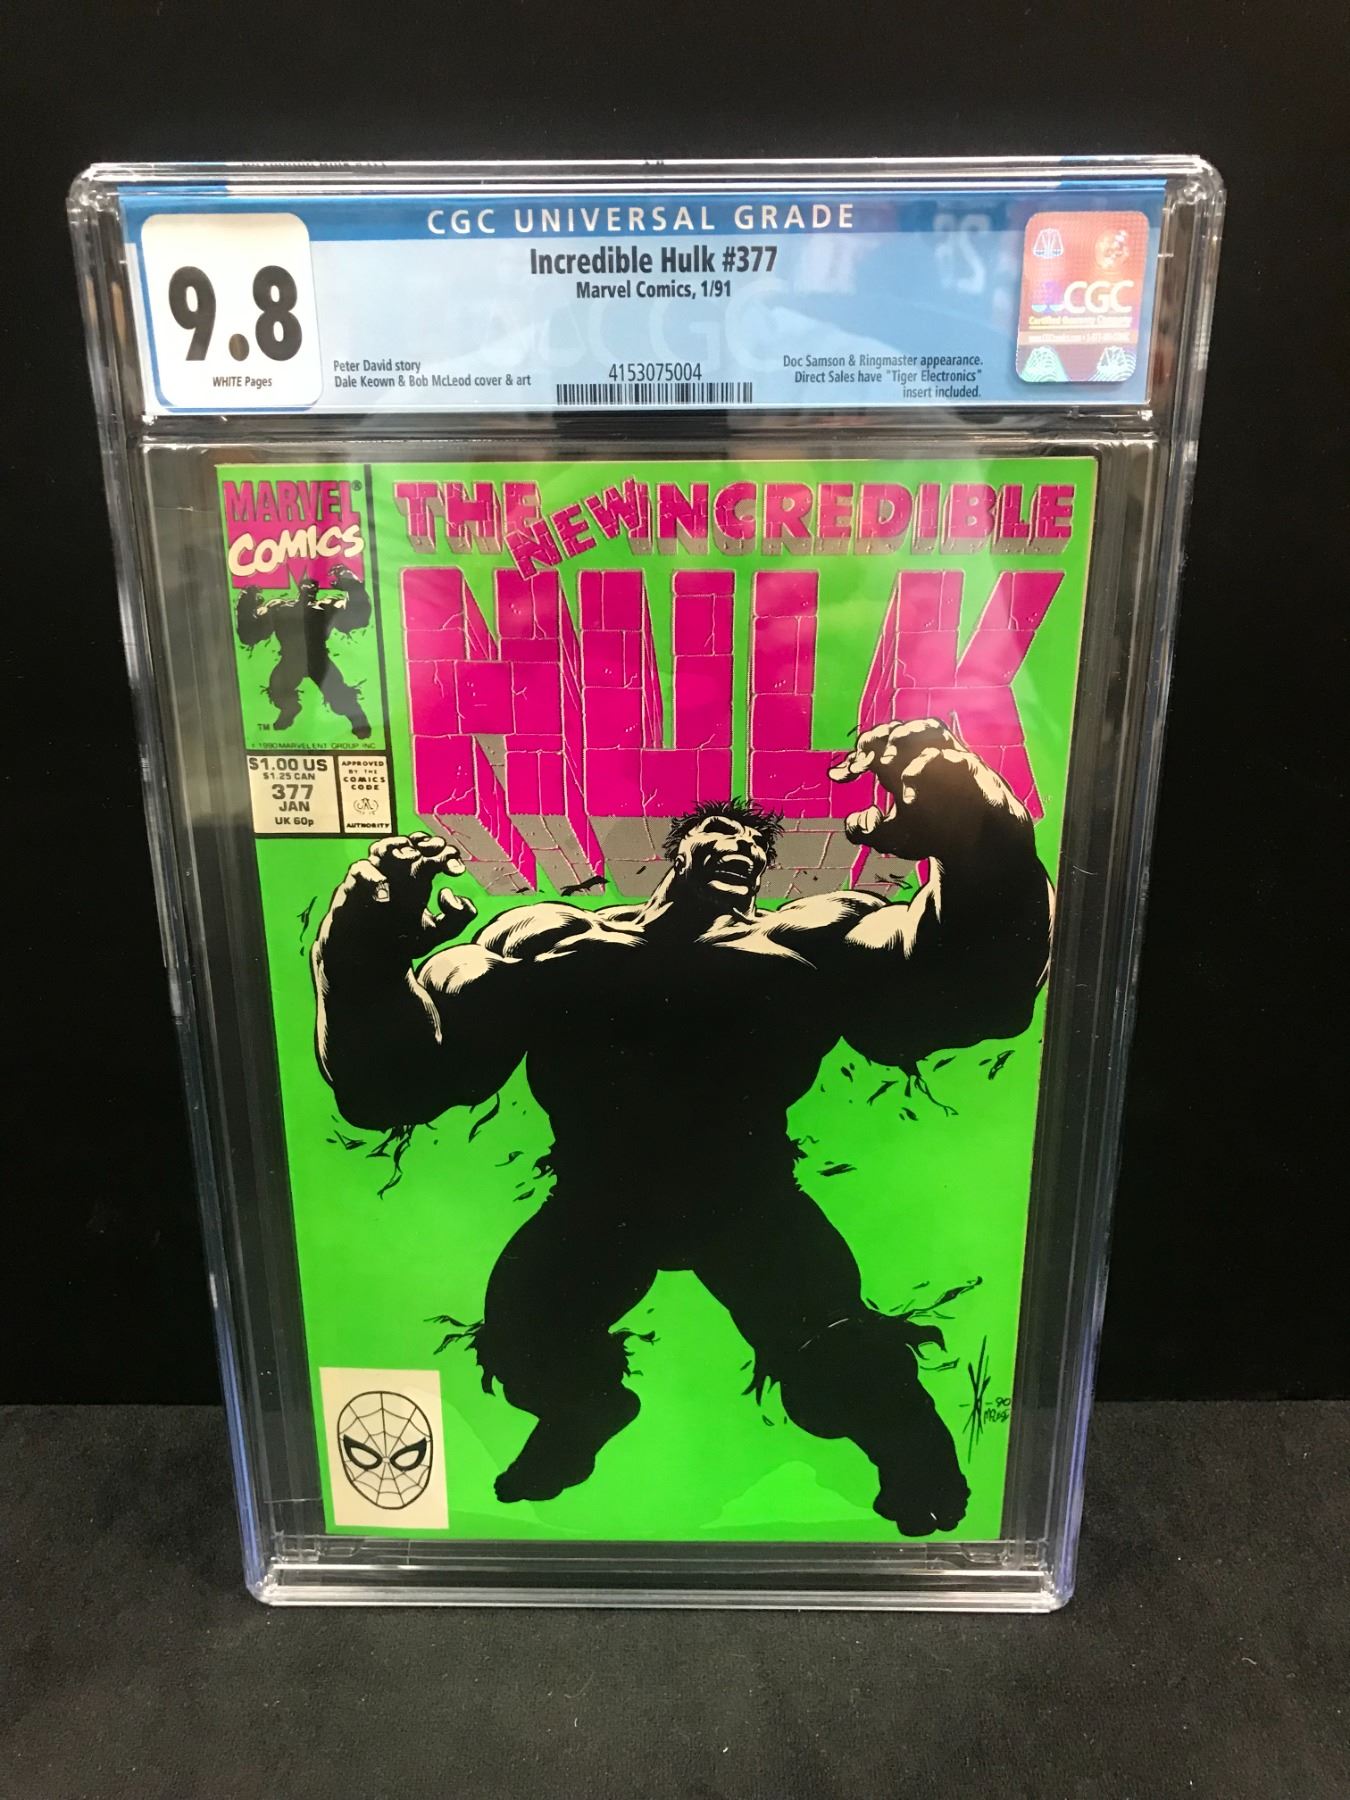 CGC UNIVERSAL GRADE
9.8
WHITE Pages
Incredible Hulk #377
Marvel Comics, 1/91
Peter David story
Dale Keown & Bob McLeod cover & art
4153075004
Doc Samson & Ringmaster appearance.
Direct Sales have "Tiger Electronics"
insert included.
CGC
MARVEL®
COMICS
TM
THE NEW INCREDIBLE
HULK
$1.00 US
$1.25 CAN
377
JAN
UK 60p
APPROVED
BY THE
COMICS
CODE
AUTHORITY
-90